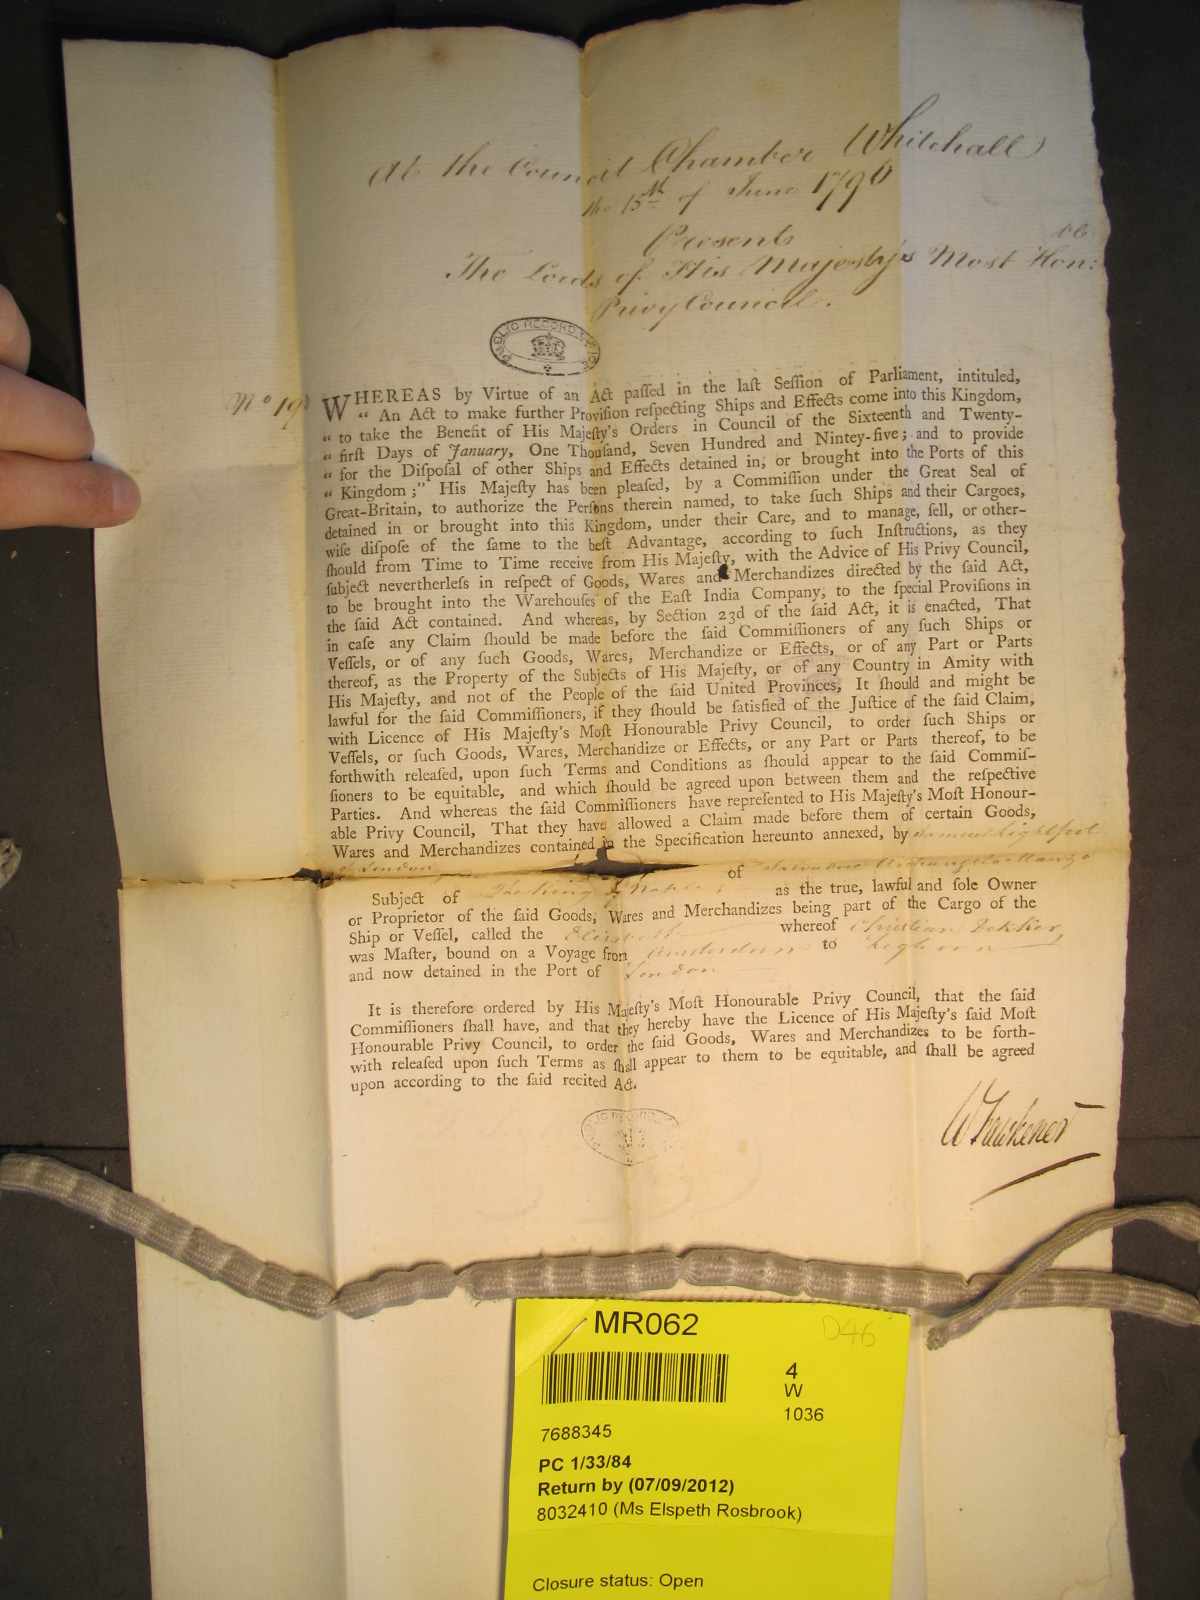 At the Council Chamber Whitehall
the 15th of June 1796
Present
The Lords of His Majesty's Most Honble
Privy Council.
PUBLIC RECORD OFFICE
No 193
WHEREAS by Virtue of an Act paſſed in the laſt Seſſion of Parliament, intituled,
“ An Act to make further Proviſion reſpecting Ships and Effects come into this Kingdom,
“ to take the Benefit of His Majeſty's Orders in Council of the Sixteenth and Twenty-
“ firſt Days of January, One Thouſand, Seven Hundred and Nintey-five; and to provide
“ for the Diſpoſal of other Ships and Effects detained in, or brought into the Ports of this
“ Kingdom;” His Majeſty has been pleaſed, by a Commiſſion under the Great Seal of
Great-Britain, to authorize the Perſons therein named, to take ſuch Ships and their Cargoes,
detained in or brought into this Kingdom, under their Care, and to manage, ſell, or other-
wiſe diſpoſe of the ſame to the beſt Advantage, according to ſuch Inſtructions, as they
ſhould from Time to Time receive from His Majeſty, with the Advice of His Privy Council,
ſubject nevertheleſs in reſpect of Goods, Wares and Merchandizes directed by the ſaid Act,
to be brought into the Warehouſes of the Eaſt India Company, to the ſpecial Proviſions in
the ſaid Act contained. And whereas, by Section 23d of the ſaid Act, it is enacted, That
in caſe any Claim ſhould be made before the ſaid Commiſſioners of any ſuch Ships or
Veſſels, or of any ſuch Goods, Wares, Merchandize or Effects, or of any Part or Parts
thereof, as the Property of the Subjects of His Majeſty, or of any Country in Amity with
His Majeſty, and not of the People of the ſaid United Provinces, It ſhould and might be
lawful for the ſaid Commiſſioners, if they ſhould be ſatisfied of the Juſtice of the ſaid Claim,
with Licence of His Majeſty's Moſt Honourable Privy Council, to order ſuch Ships or
Veſſels, or ſuch Goods, Wares, Merchandize or Effects, or any Part or Parts thereof, to be
forthwith releaſed, upon ſuch Terms and Conditions as ſhould appear to the ſaid Commiſ-
ſioners to be equitable, and which ſhould be agreed upon between them and the reſpective
Parties. And whereas the ſaid Commiſſioners have repreſented to His Majeſty's Moſt Honour-
able Privy Council, That they have allowed a Claim made before them of certain Goods,
Wares and Merchandizes contained in the Specification hereunto annexed, by Samuel Lightfoot
of London of Salvadore Archangelo
Subject of The King of Naples as the true, lawful and ſole Owner
or Proprietor of the ſaid Goods, Wares and Merchandizes being part of the Cargo of the
Ship or Veſſel, called the Elizabeth whereof Christian Dekker,
was Maſter, bound on a Voyage from Amsterdam to Leghorn
and now detained in the Port of London
It is therefore ordered by His Majeſty's Moſt Honourable Privy Council, that the ſaid
Commiſſioners ſhall have, and that they hereby have the Licence of His Majeſty's ſaid Moſt
Honourable Privy Council, to order the ſaid Goods, Wares and Merchandizes to be forth-
with releaſed upon ſuch Terms as ſhall appear to them to be equitable, and ſhall be agreed
upon according to the ſaid recited Act.
W Fawkener
PUBLIC RECORD
MR062
D46
4
W
1036
7688345
PC 1/33/84
Return by (07/09/2012)
8032410 (Ms Elspeth Rosbrook)
Closure status: Open